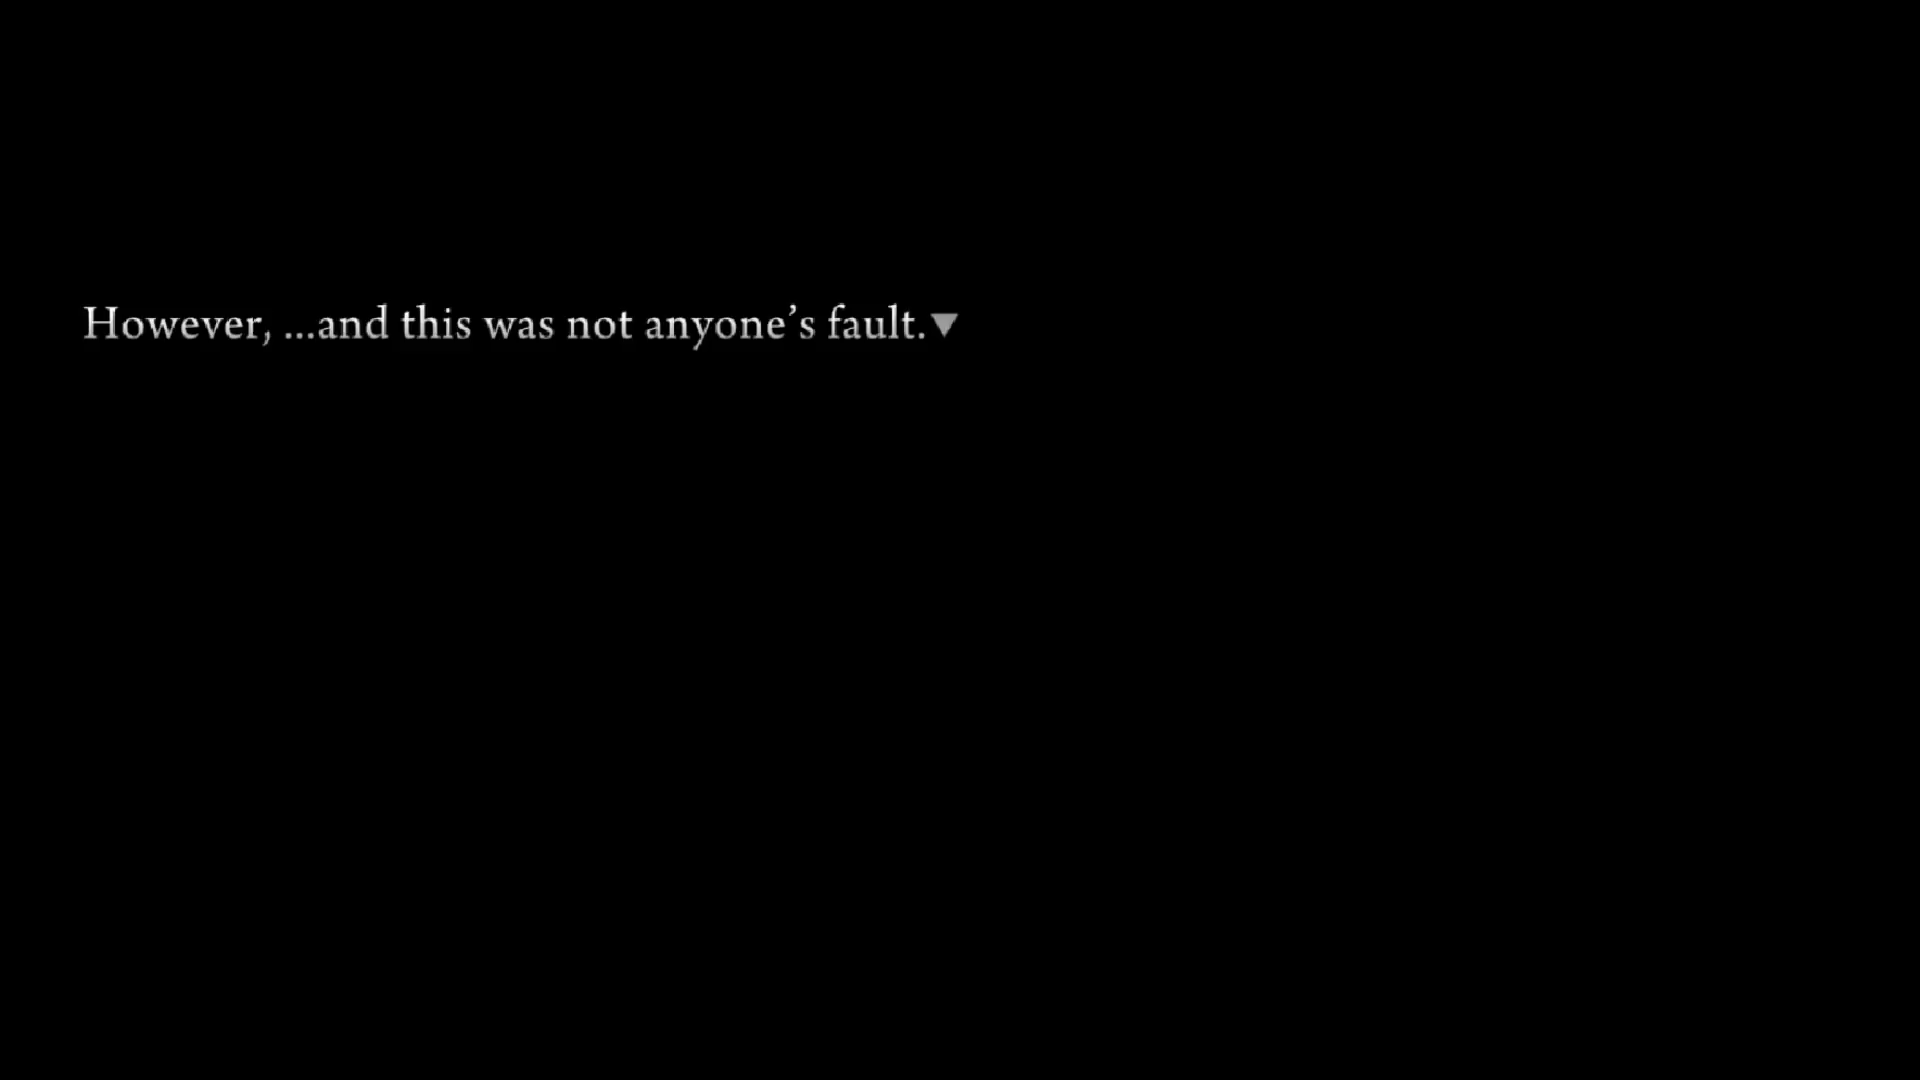 However, ...and this was not anyone’s fault.▼